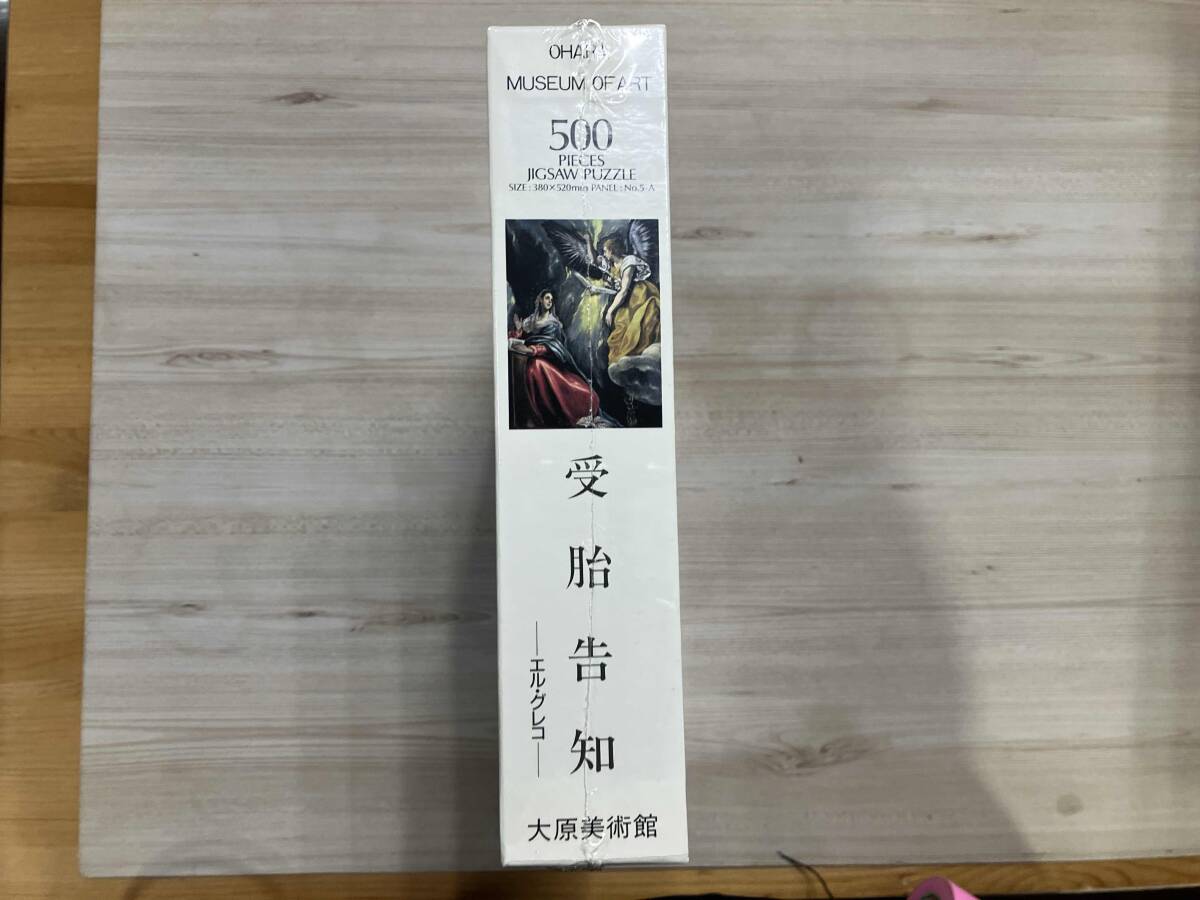 OHARA
MUSEUM OF ART
500
PIECES
JIGSAW PUZZLE
SIZE : 380×520mm PANEL : No.5-A
受胎告知
—エル・グレコ—
大原美術館